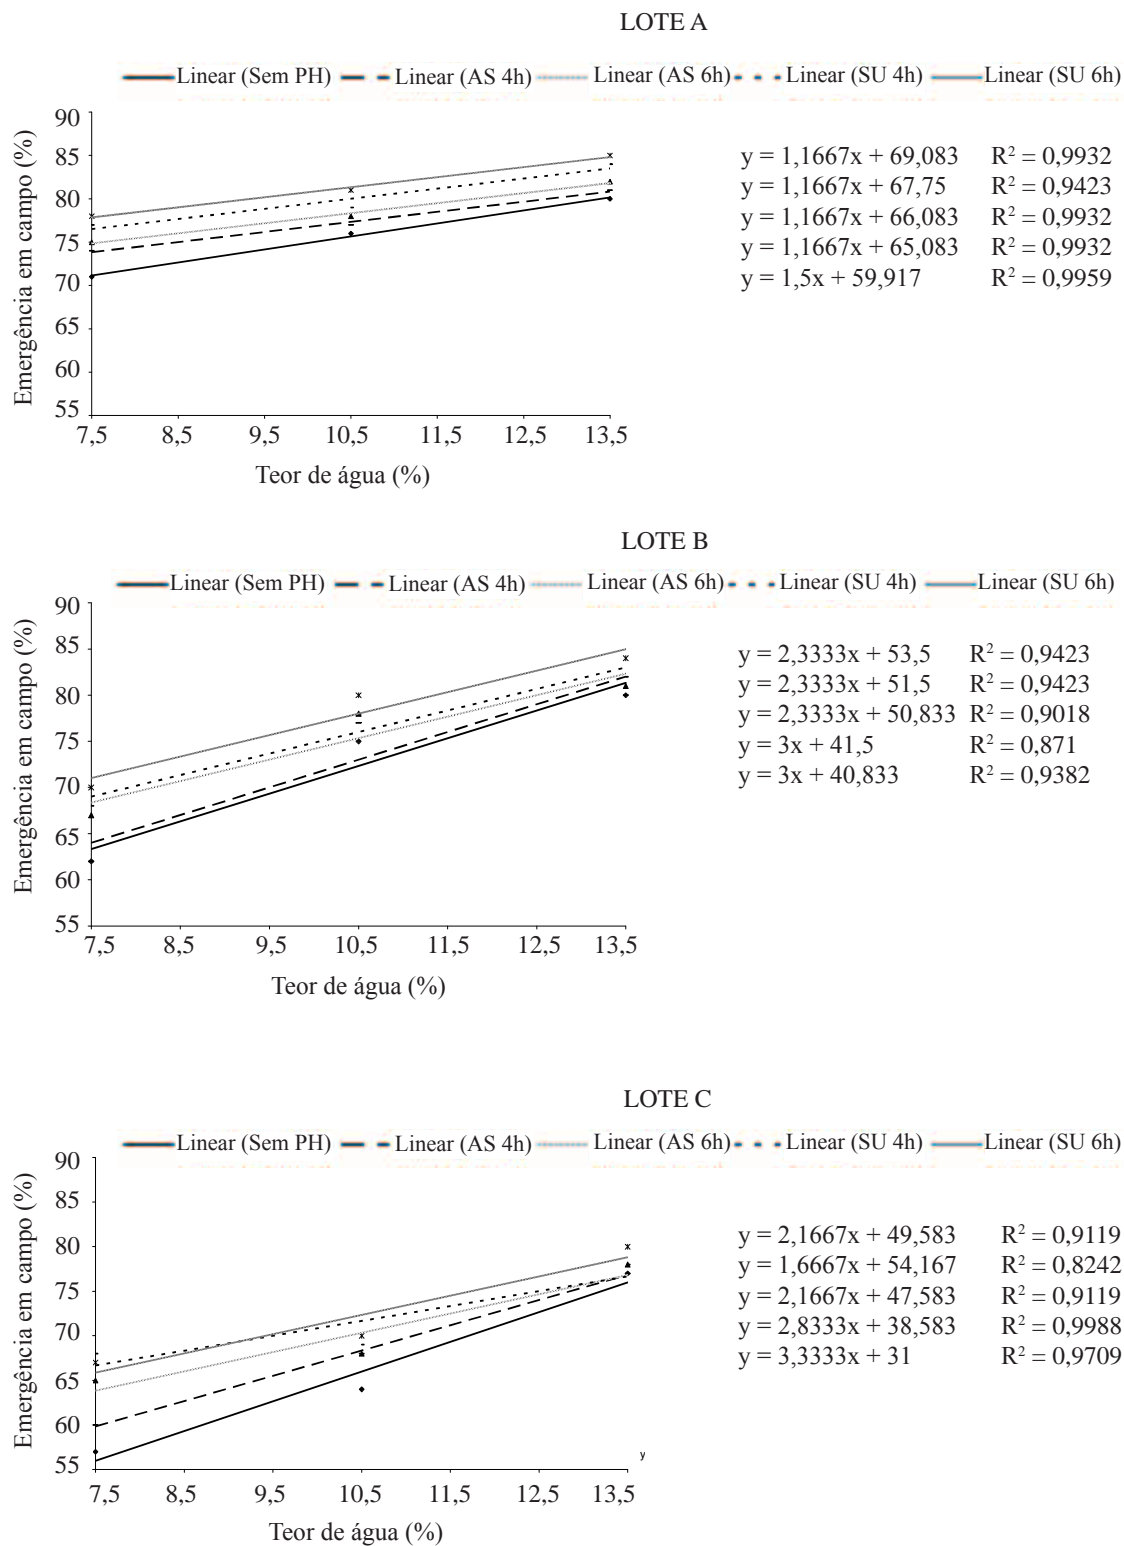 LOTE A
Linear (Sem PH) Linear (AS 4h) Linear (AS 6h) Linear (SU 4h) Linear (SU 6h)
Emergência em campo (%)
90
85
80
75
70
65
60
55
7,5 8,5 9,5 10,5 11,5 12,5 13,5
Teor de água (%)
y = 1,1667x + 69,083 R² = 0,9932
y = 1,1667x + 67,75 R² = 0,9423
y = 1,1667x + 66,083 R² = 0,9932
y = 1,1667x + 65,083 R² = 0,9932
y = 1,5x + 59,917 R² = 0,9959
LOTE B
Linear (Sem PH) Linear (AS 4h) Linear (AS 6h) Linear (SU 4h) Linear (SU 6h)
Emergência em campo (%)
90
85
80
75
70
65
60
55
7,5 8,5 9,5 10,5 11,5 12,5 13,5
Teor de água (%)
y = 2,3333x + 53,5 R² = 0,9423
y = 2,3333x + 51,5 R² = 0,9423
y = 2,3333x + 50,833 R² = 0,9018
y = 3x + 41,5 R² = 0,871
y = 3x + 40,833 R² = 0,9382
LOTE C
Linear (Sem PH) Linear (AS 4h) Linear (AS 6h) Linear (SU 4h) Linear (SU 6h)
Emergência em campo (%)
90
85
80
75
70
65
60
55
7,5 8,5 9,5 10,5 11,5 12,5 13,5
Teor de água (%)
y = 2,1667x + 49,583 R² = 0,9119
y = 1,6667x + 54,167 R² = 0,8242
y = 2,1667x + 47,583 R² = 0,9119
y = 2,8333x + 38,583 R² = 0,9988
y = 3,3333x + 31 R² = 0,9709
y